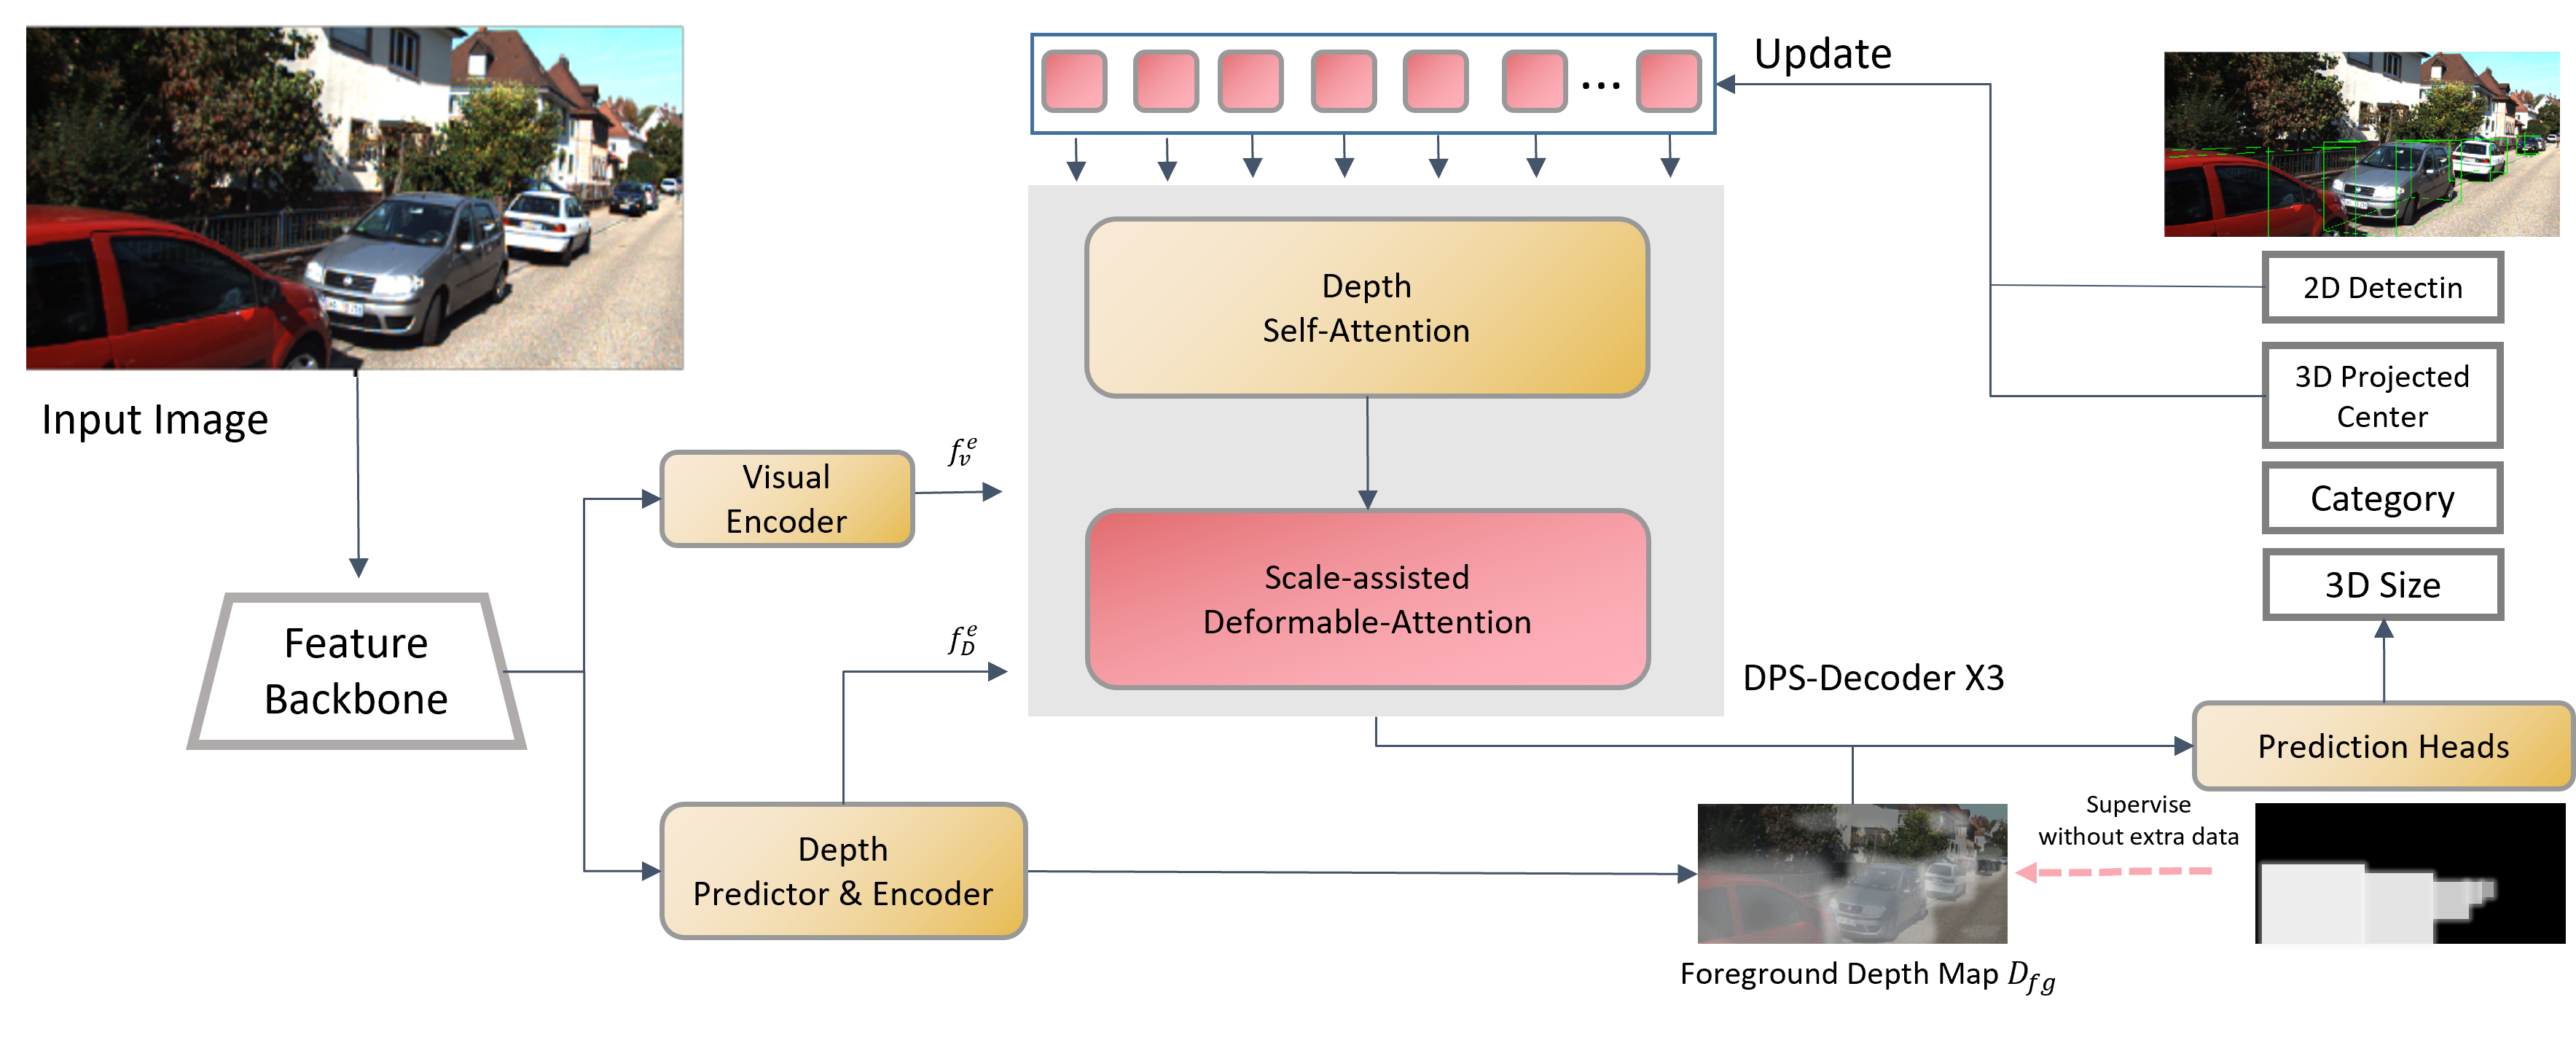 Input Image
Feature
Backbone
Visual
Encoder
f_v^e
f_D^e
Depth
Predictor & Encoder
Depth
Self-Attention
Scale-assisted
Deformable-Attention
...
Update
DPS-Decoder X3
2D Detectin
3D Projected
Center
Category
3D Size
Prediction Heads
Supervise
without extra data
Foreground Depth Map D_fg